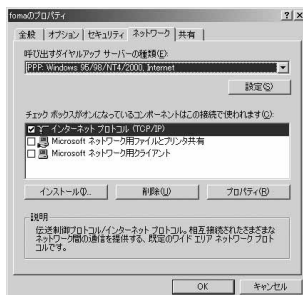 fomaのプロパティ
全般 オプション セキュリティ ネットワーク 共有
呼び出すダイヤルアップ サーバーの種類(E):
PPP: Windows 95/98/NT4/2000, Internet
設定(S)
チェック ボックスがオンになっているコンポーネントはこの接続で使われます(O):
インターネット プロトコル (TCP/IP)
Microsoft ネットワーク用ファイルとプリンタ共有
Microsoft ネットワーク用クライアント
インストール(I)... 削除(U) プロパティ(R)
説明
伝送制御プロトコル/インターネット プロトコル。相互接続されたさまざまな
ネットワーク間の通信を提供する、既定のワイド エリア ネットワーク プロト
コルです。
OK キャンセル